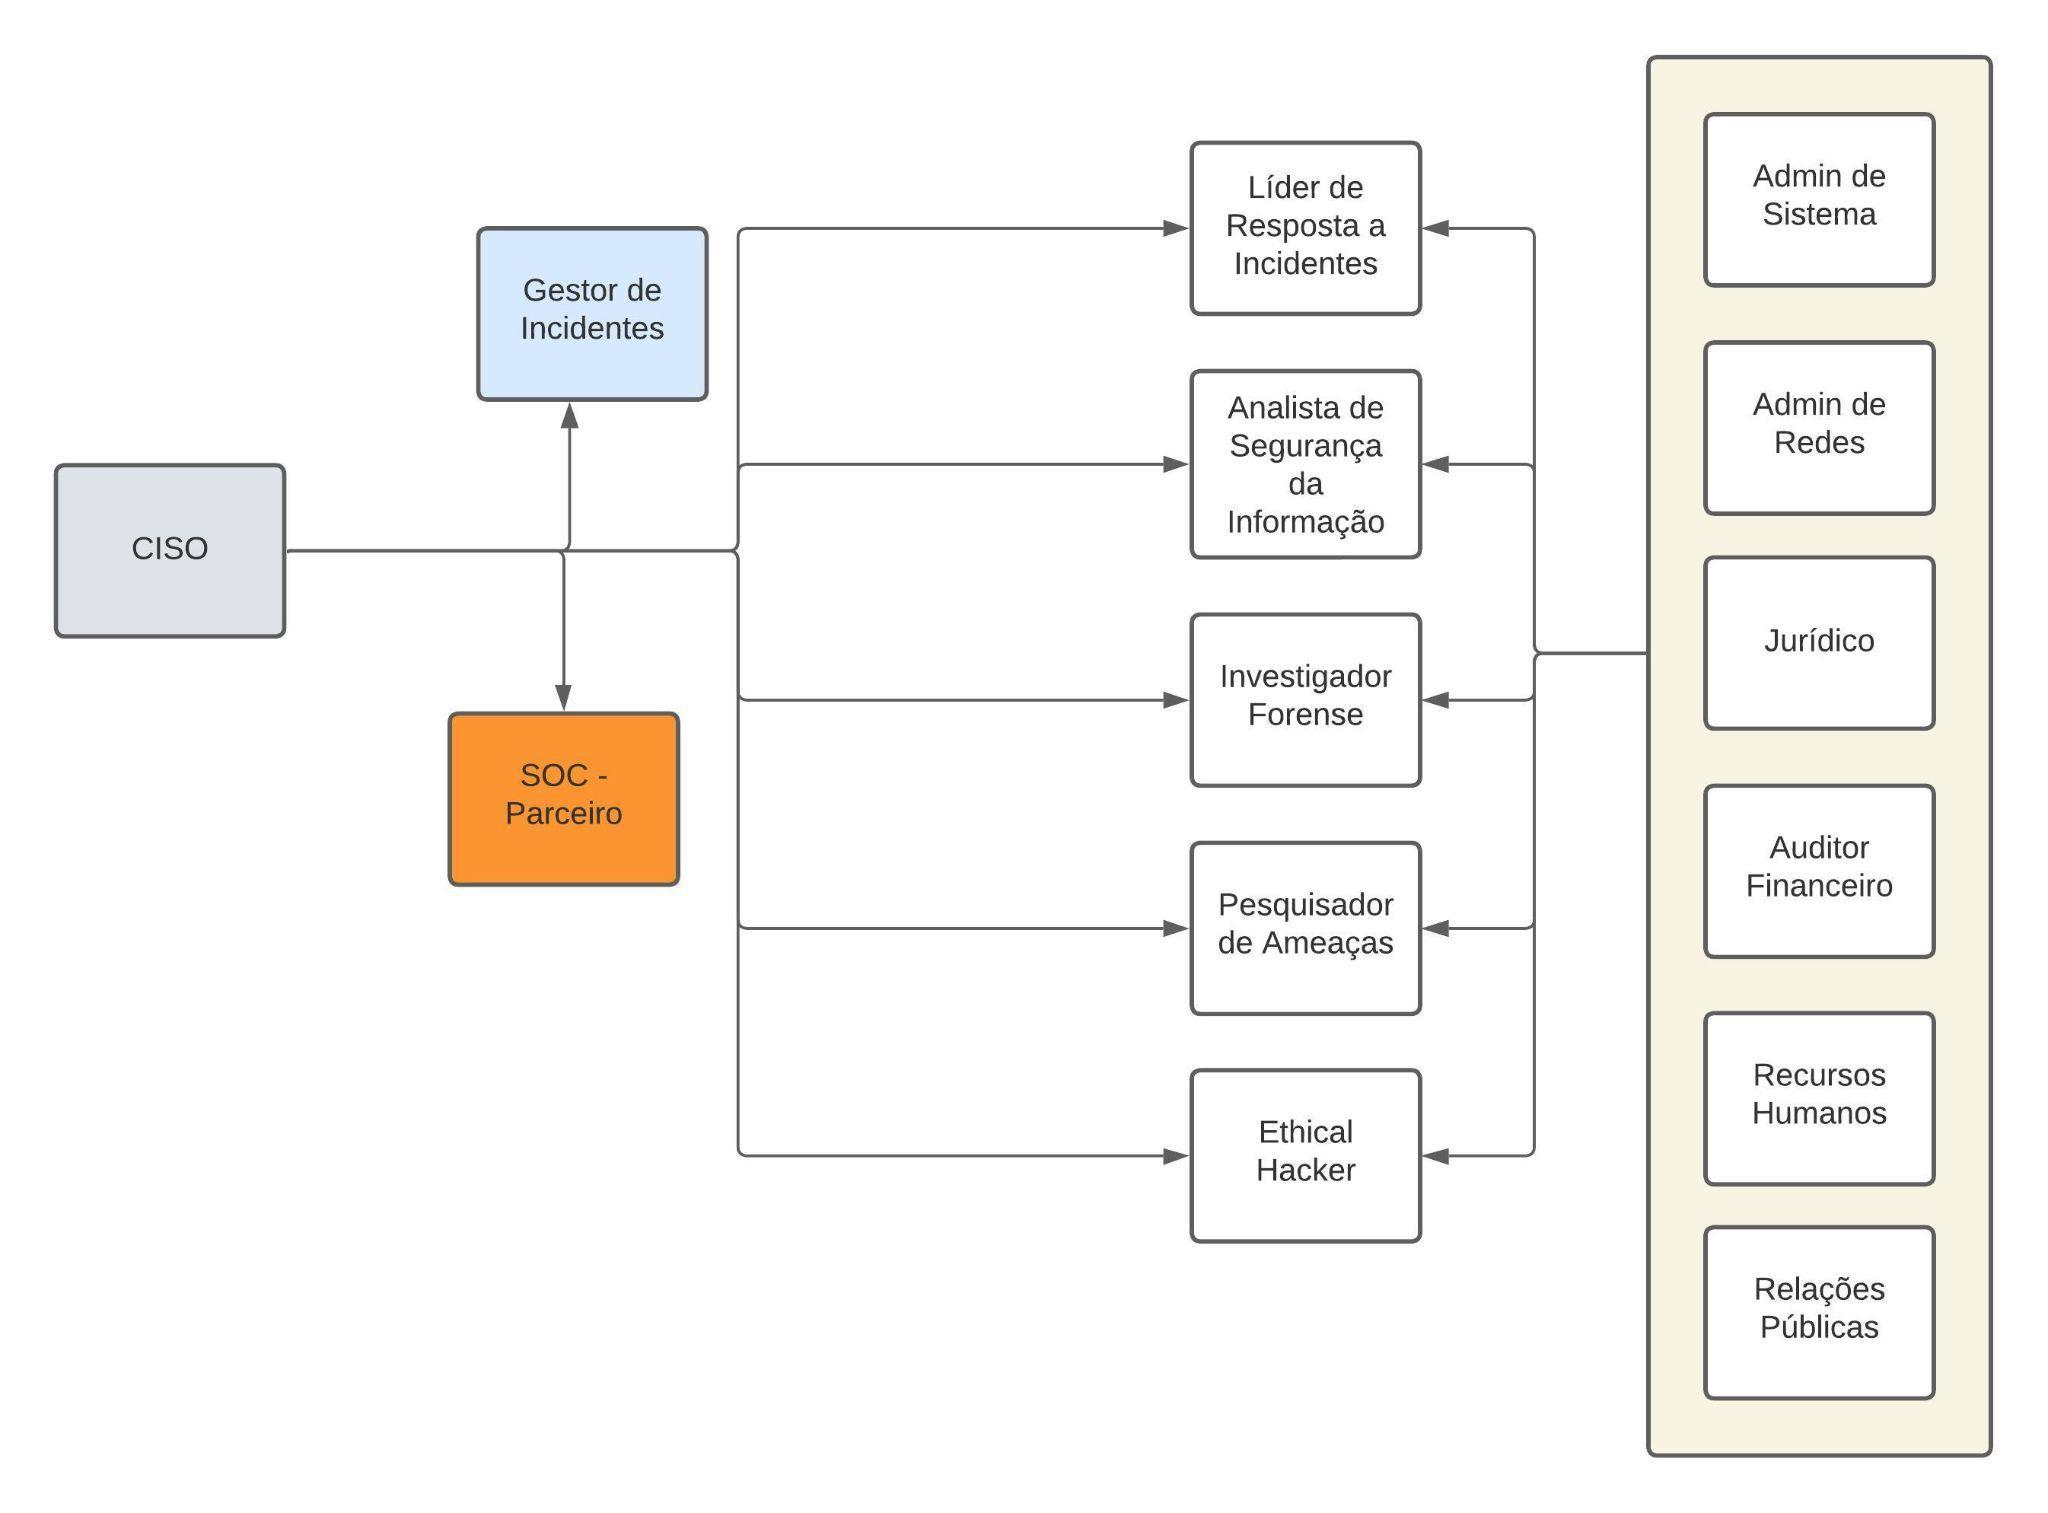 CISO
Gestor de
Incidentes
SOC -
Parceiro
Líder de
Resposta a
Incidentes
Analista de
Segurança
da
Informação
Investigador
Forense
Pesquisador
de Ameaças
Ethical
Hacker
Admin de
Sistema
Admin de
Redes
Jurídico
Auditor
Financeiro
Recursos
Humanos
Relações
Públicas